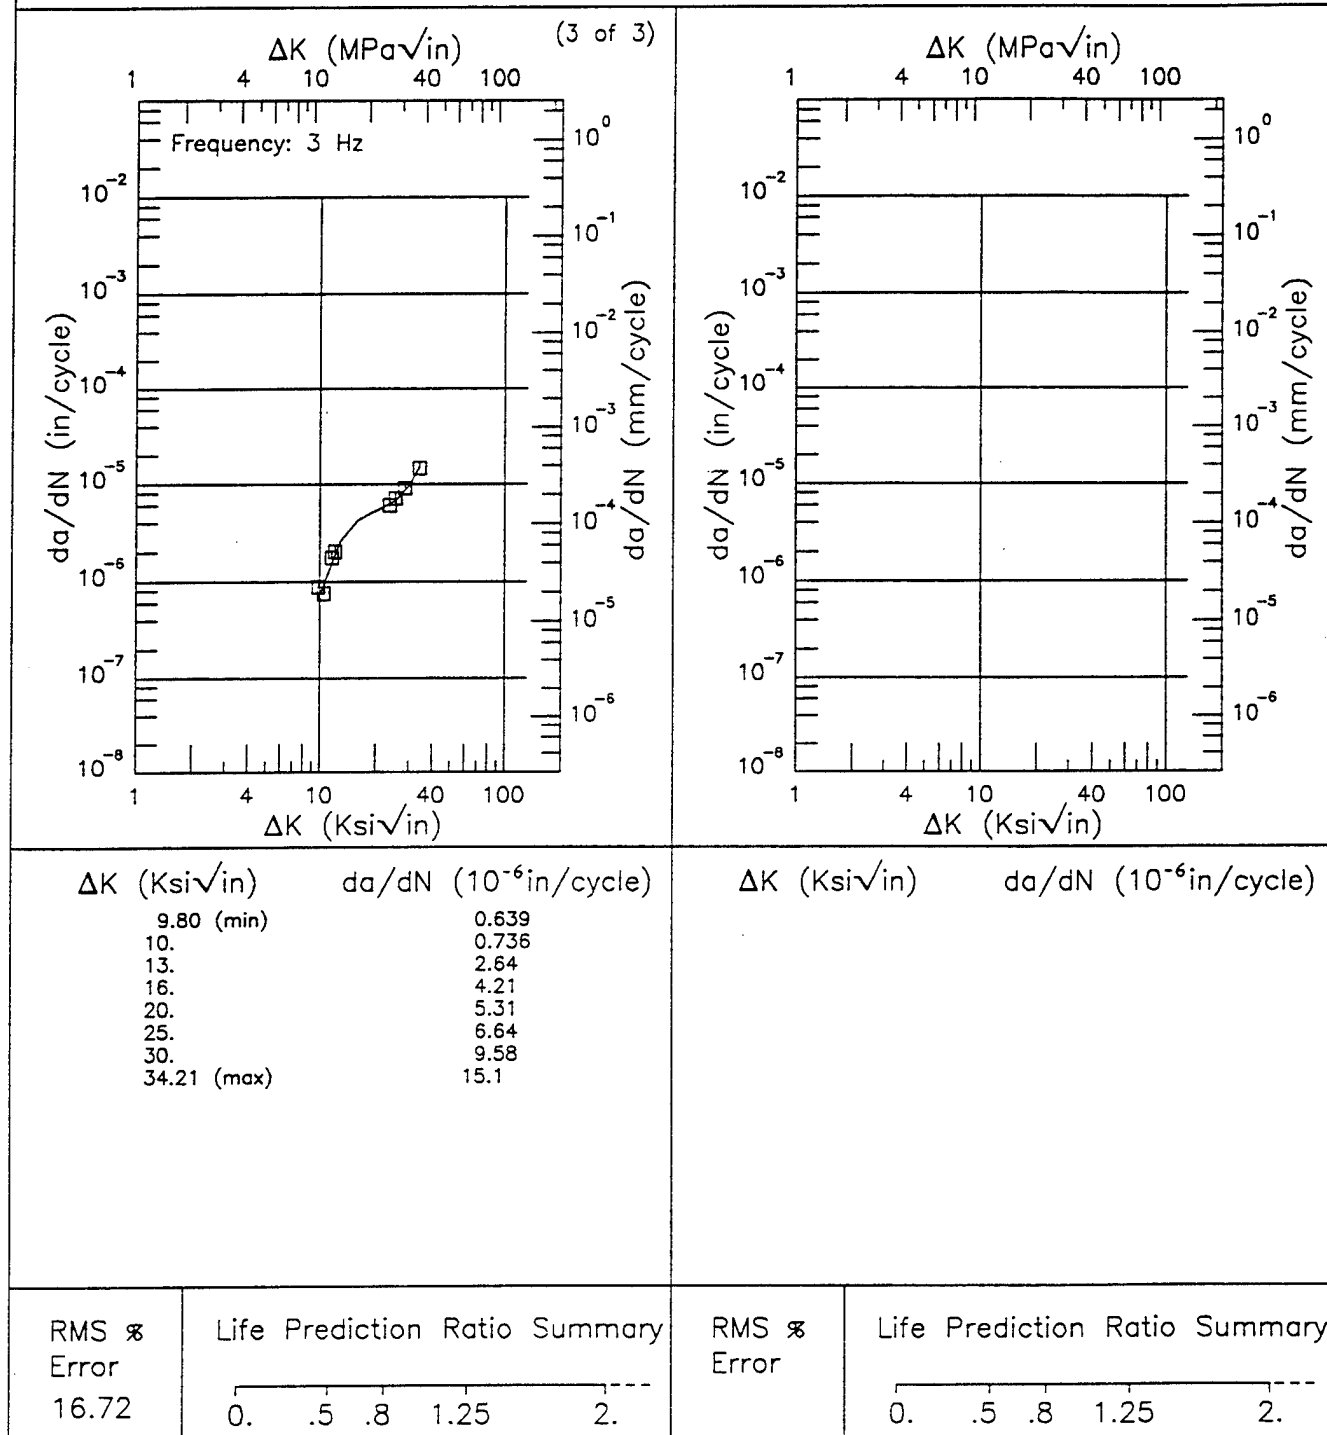 (3 of 3)
ΔK (MPa√in)
1 4 10 40 100
Frequency: 3 Hz
10⁻²
10⁻³
10⁻⁴
10⁻⁵
10⁻⁶
10⁻⁷
10⁻⁸
da/dN (in/cycle)
10⁰
10⁻¹
10⁻²
10⁻³
10⁻⁴
10⁻⁵
10⁻⁶
da/dN (mm/cycle)
1 4 10 40 100
ΔK (Ksi√in)
ΔK (MPa√in)
1 4 10 40 100
10⁻²
10⁻³
10⁻⁴
10⁻⁵
10⁻⁶
10⁻⁷
10⁻⁸
da/dN (in/cycle)
10⁰
10⁻¹
10⁻²
10⁻³
10⁻⁴
10⁻⁵
10⁻⁶
da/dN (mm/cycle)
1 4 10 40 100
ΔK (Ksi√in)
ΔK (Ksi√in) da/dN (10⁻⁶in/cycle)
9.80 (min) 0.639
10. 0.736
13. 2.64
16. 4.21
20. 5.31
25. 6.64
30. 9.58
34.21 (max) 15.1
ΔK (Ksi√in) da/dN (10⁻⁶in/cycle)
RMS %
Error
16.72
Life Prediction Ratio Summary
0. .5 .8 1.25 2.
RMS %
Error
Life Prediction Ratio Summary
0. .5 .8 1.25 2.